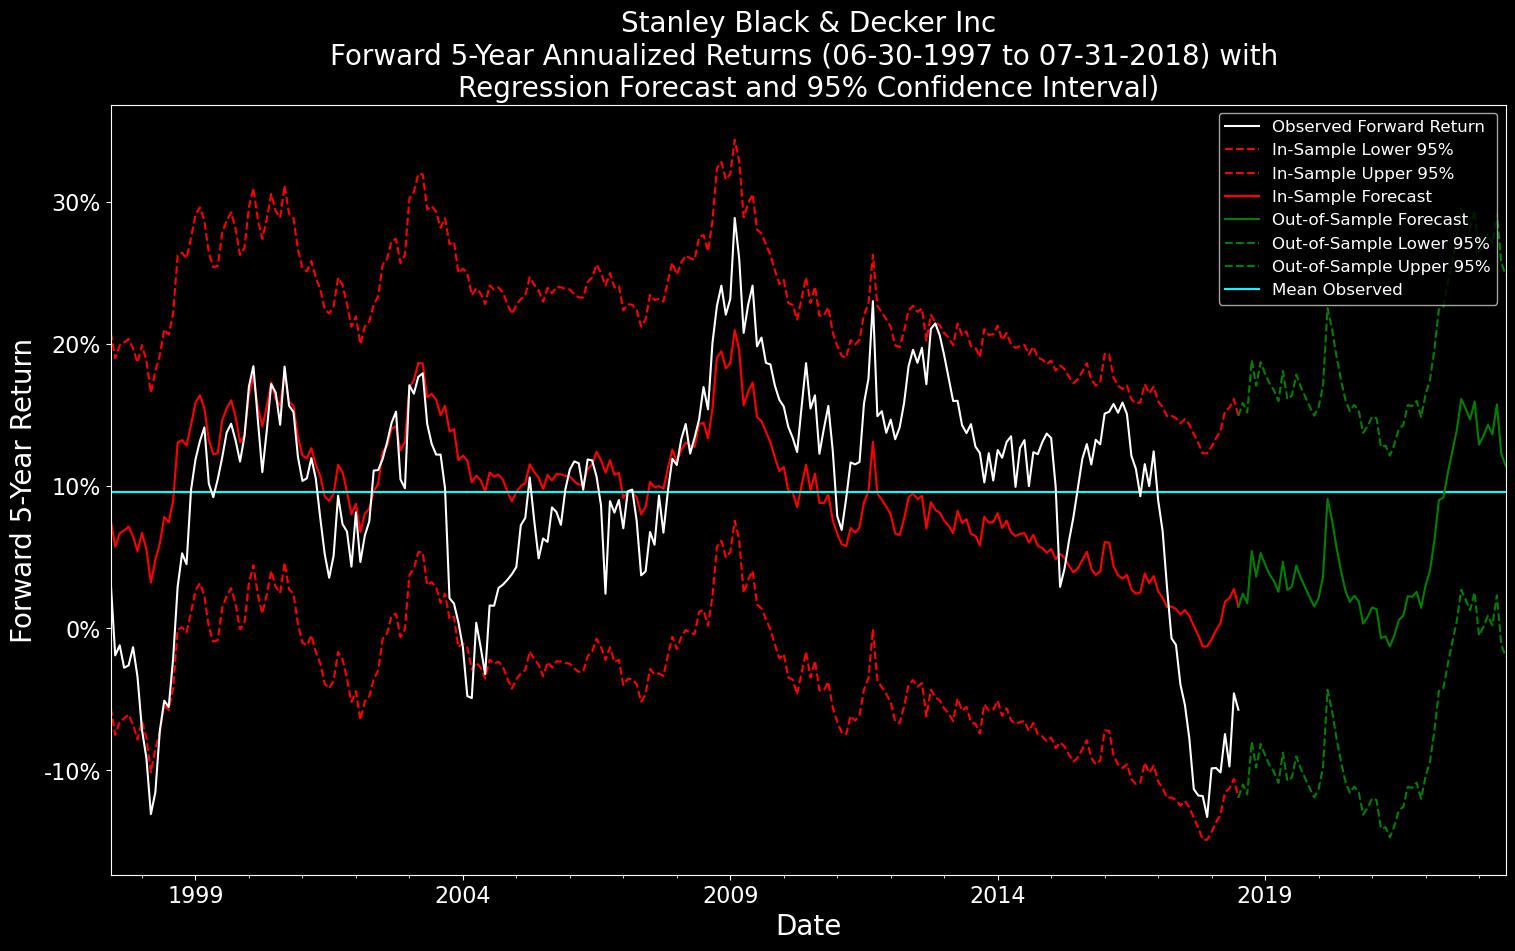 Stanley Black & Decker Inc
Forward 5-Year Annualized Returns (06-30-1997 to 07-31-2018) with
Regression Forecast and 95% Confidence Interval)
Forward 5-Year Return
30%
20%
10%
0%
-10%
Observed Forward Return
In-Sample Lower 95%
In-Sample Upper 95%
In-Sample Forecast
Out-of-Sample Forecast
Out-of-Sample Lower 95%
Out-of-Sample Upper 95%
Mean Observed
1999
2004
2009
2014
2019
Date